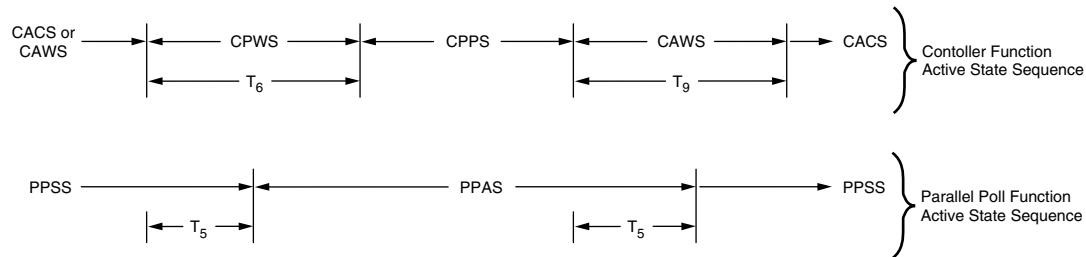 CACS or
CAWS
CPWS
CPPS
CAWS
CACS
Contoller Function
Active State Sequence
T6
T9
PPSS
PPAS
PPSS
Parallel Poll Function
Active State Sequence
T5
T5